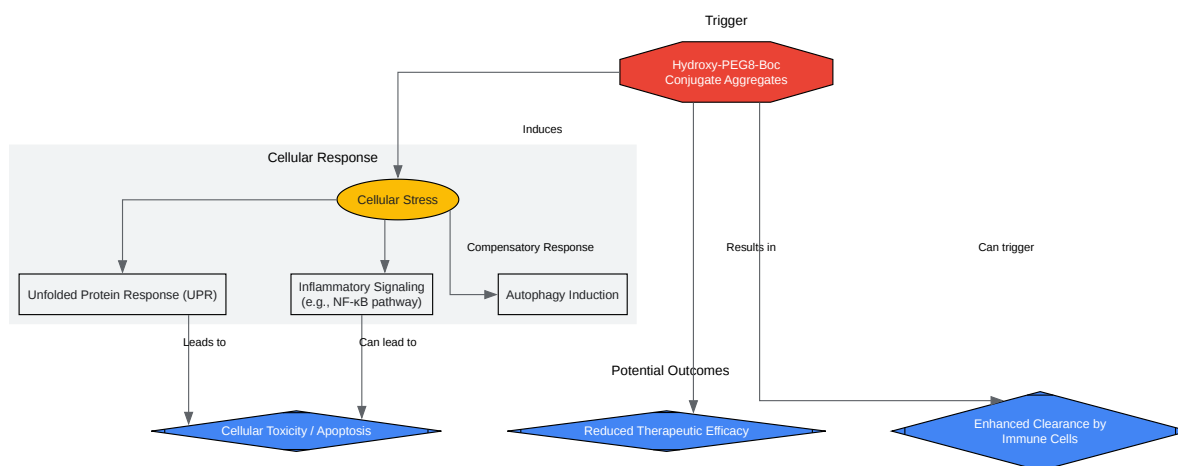 Trigger
Hydroxy-PEG8-Boc
Conjugate Aggregates
Induces
Cellular Response
Cellular Stress
Compensatory Response
Results in
Can trigger
Unfolded Protein Response (UPR)
Inflammatory Signaling
(e.g., NF-κB pathway)
Autophagy Induction
Leads to
Can lead to
Potential Outcomes
Cellular Toxicity / Apoptosis
Reduced Therapeutic Efficacy
Enhanced Clearance by
Immune Cells